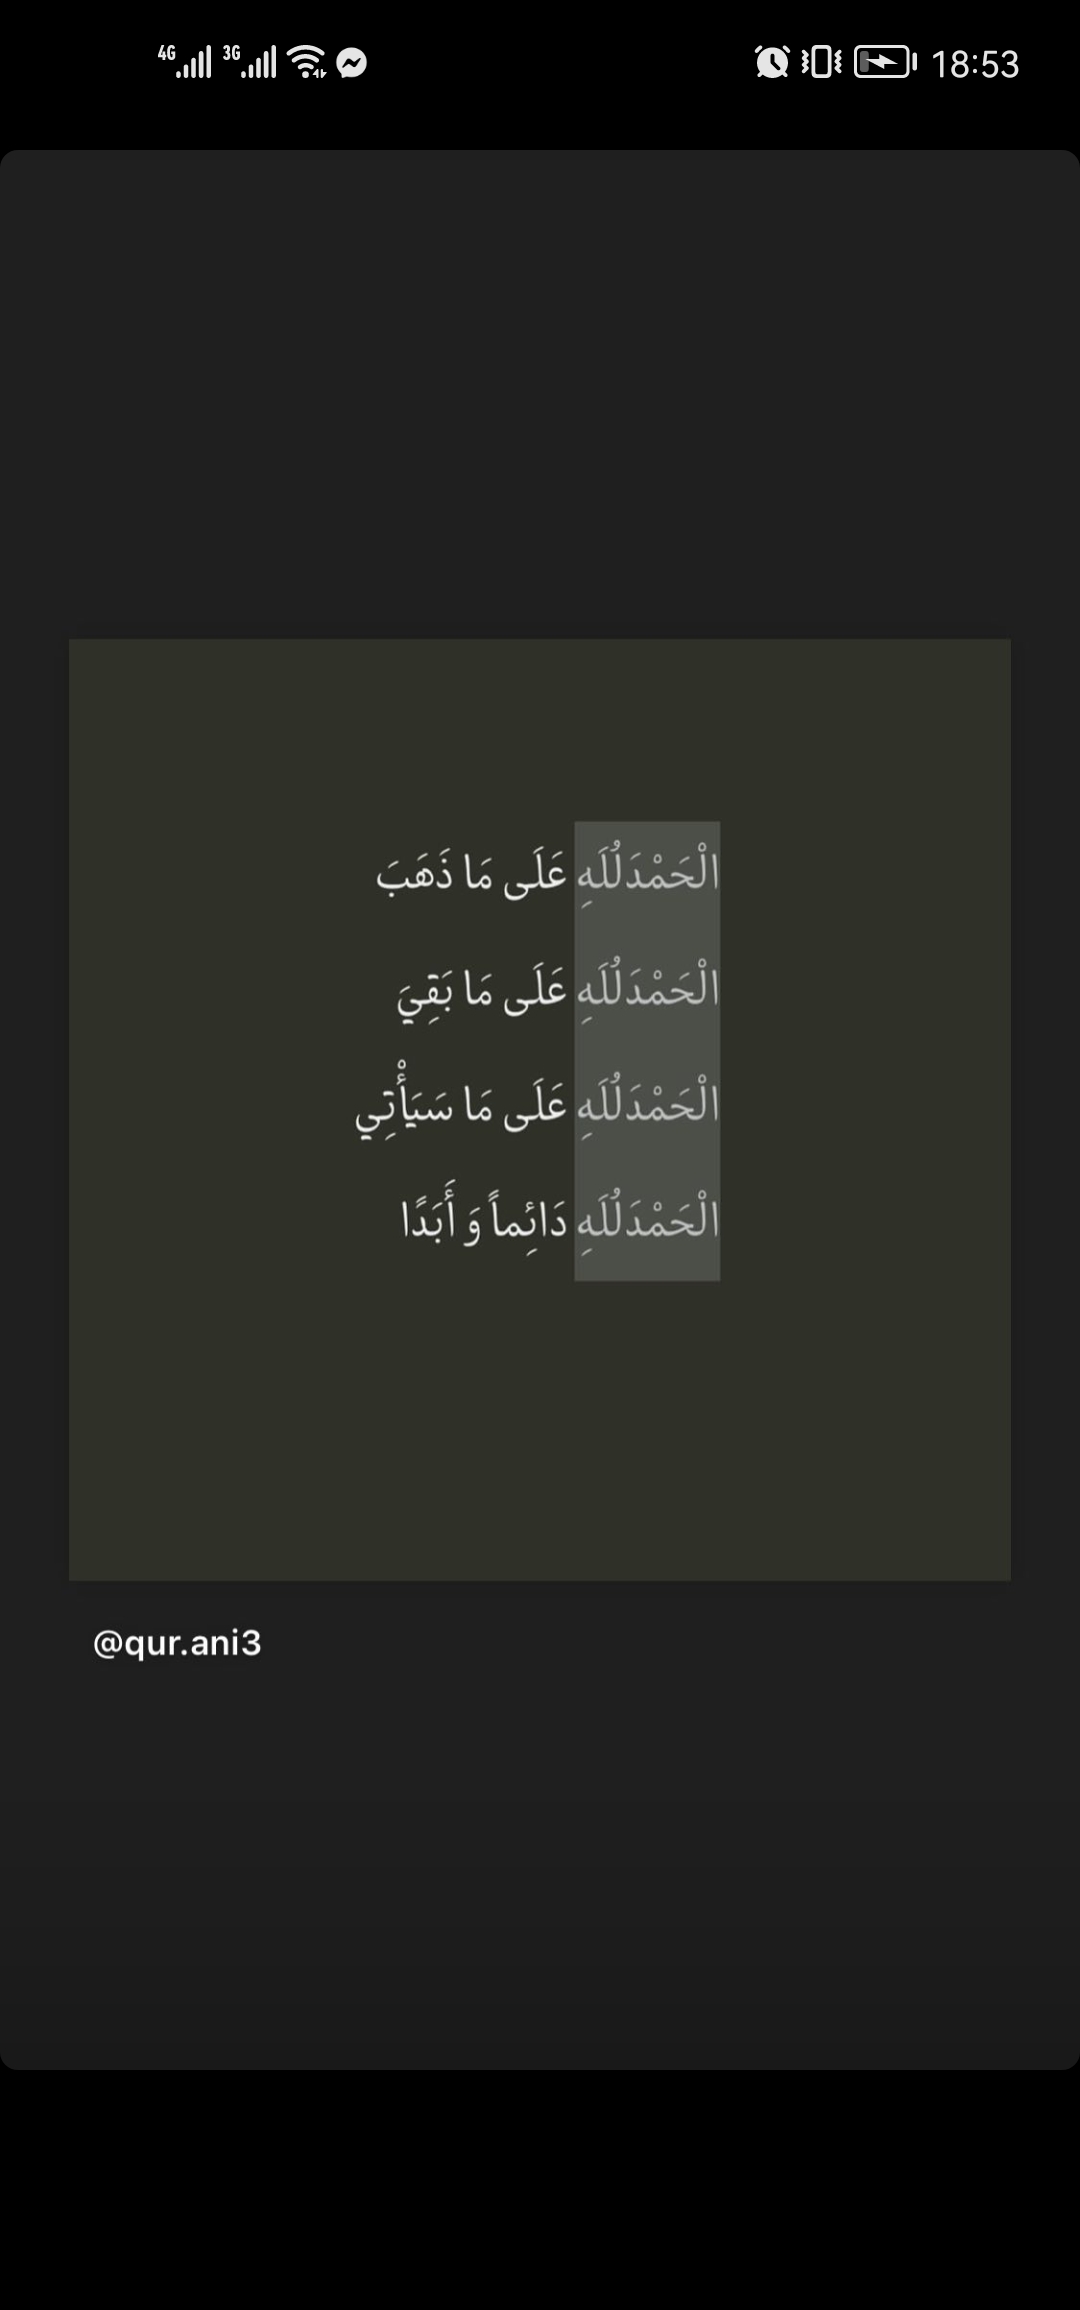 4G 3G 18:53
الْحَمْدَلُلَهِ عَلَى مَا ذَهَبَ
الْحَمْدَلُلَهِ عَلَى مَا بَقِيَ
الْحَمْدَلُلَهِ عَلَى مَا سَيَأْتِي
الْحَمْدَلُلَهِ دَائِماً وَ أَبَدًا
@qur.ani3